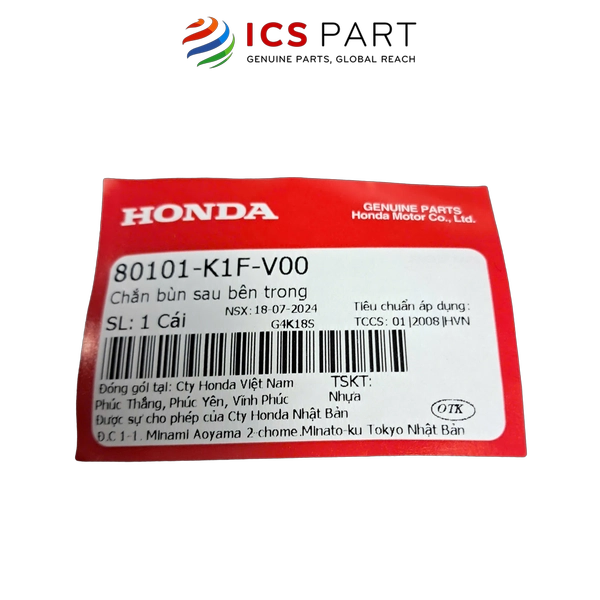 ICS PART
GENUINE PARTS, GLOBAL REACH
HONDA
GENUINE PARTS
Honda Motor Co., Ltd.
80101-K1F-V00
Chắn bùn sau bên trong
NSX: 18-07-2024
Tiêu chuẩn áp dụng:
SL: 1 Cái
G4K18S
TCCS: 01|2008|HVN
Đóng gói tại: Cty Honda Việt Nam
TSKT:
Phúc Thắng, Phúc Yên, Vĩnh Phúc
Nhựa
Được sự cho phép của Cty Honda Nhật Bản
OTK
Đ.C 1-1. Minami Aoyama 2-chome.Minato-ku Tokyo Nhật Bản